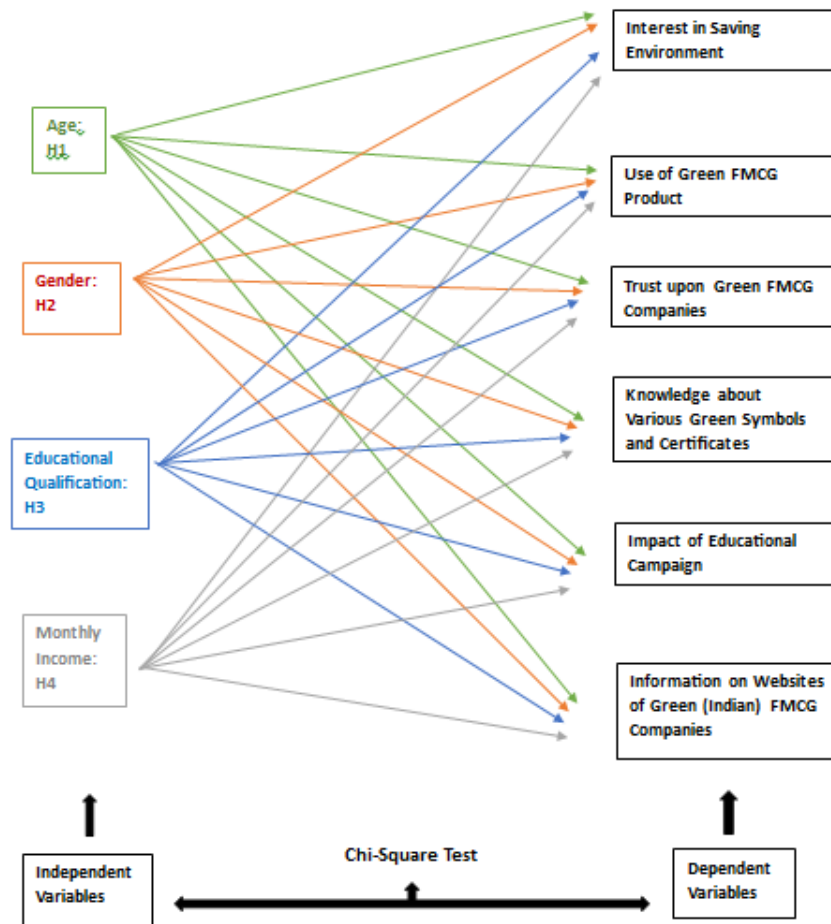 Interest in Saving
Environment
Age:
H1
Use of Green FMCG
Product
Gender:
H2
Trust upon Green FMCG
Companies
Knowledge about
Various Green Symbols
and Certificates
Educational
Qualification:
H3
Impact of Educational
Campaign
Monthly
Income:
H4
Information on Websites
of Green (Indian) FMCG
Companies
Chi-Square Test
Independent
Variables
Dependent
Variables